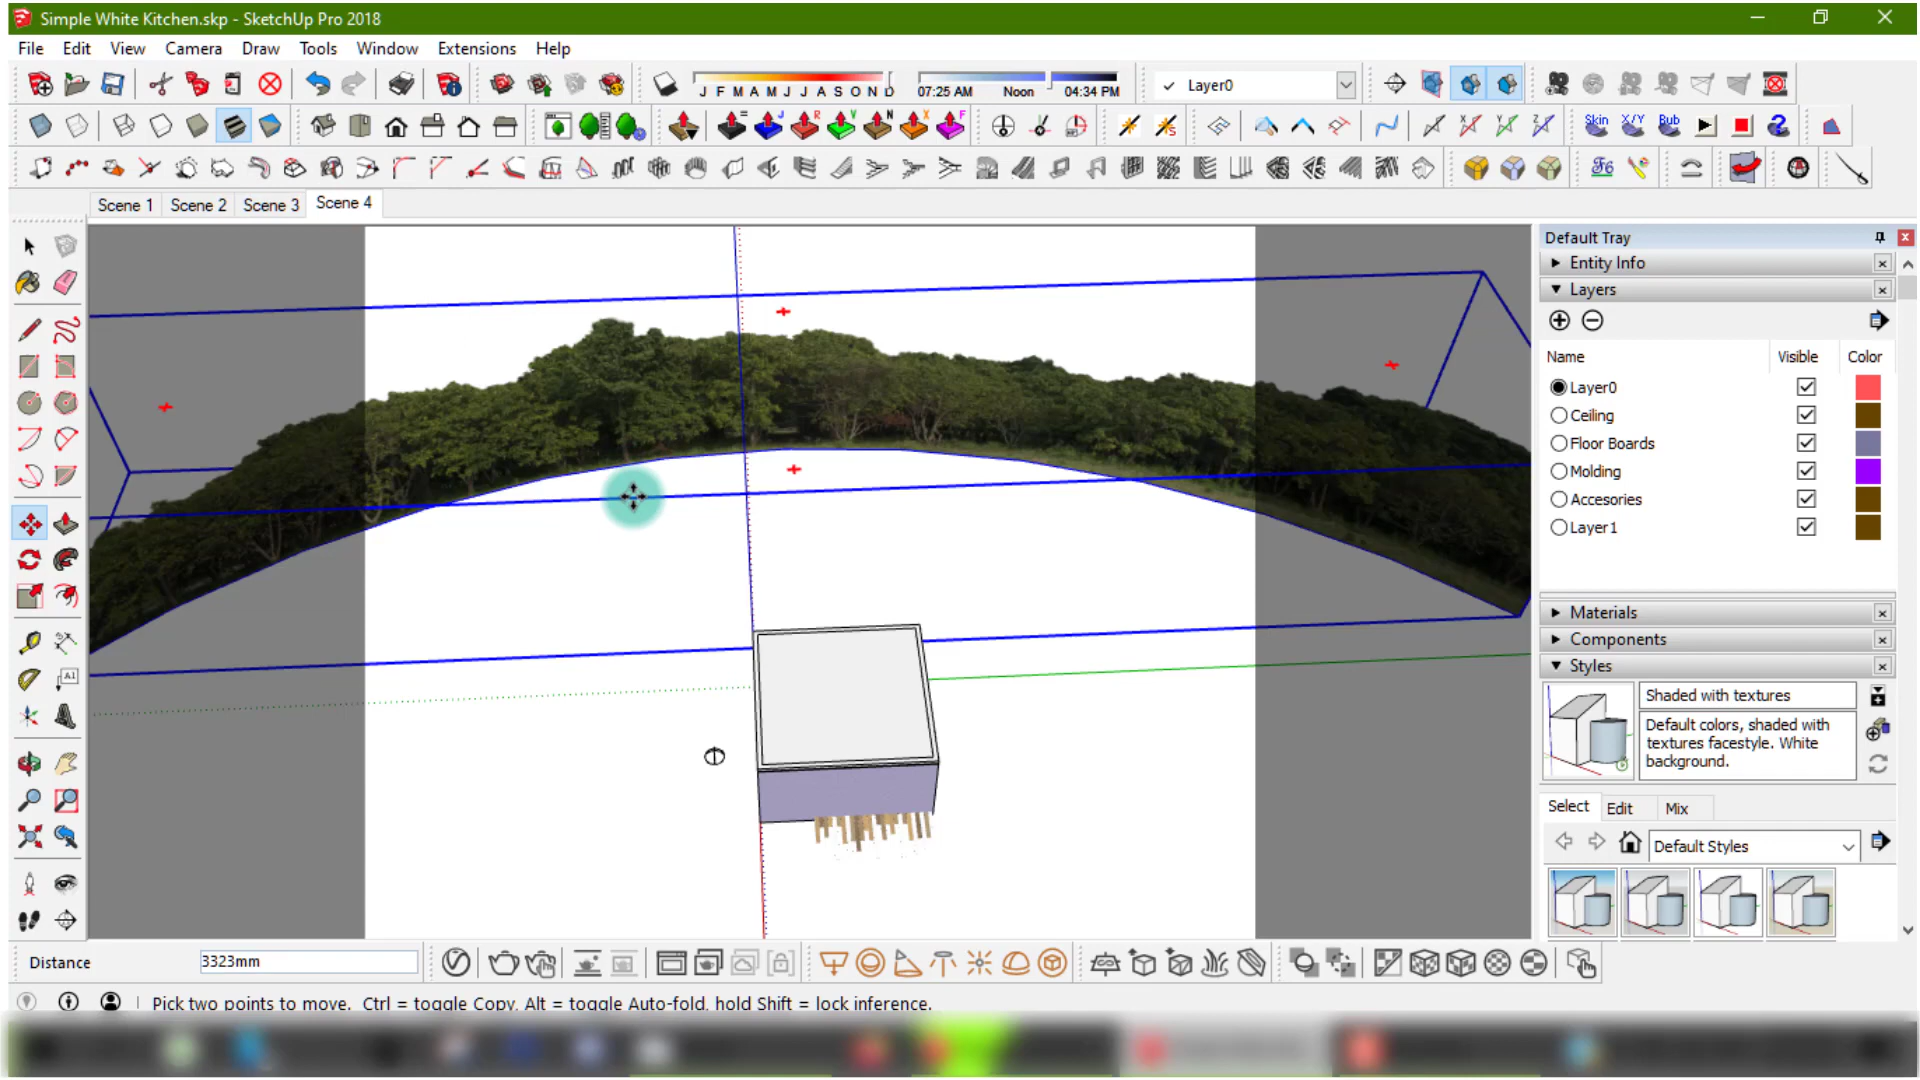 Simple White Kitchen.skp - SketchUp Pro 2018
File Edit View Camera Draw Tools Window Extensions Help
J F M A M J J A S O N D
07:25 AM Noon 04:34 PM
Layer0
Skin X/Y Bub
Scene 1 Scene 2 Scene 3 Scene 4
Default Tray
Entity Info
Layers
Name Visible Color
Layer0
Ceiling
Floor Boards
Molding
Accesories
Layer1
Materials
Components
Styles
Shaded with textures
Default colors, shaded with
textures facestyle. White
background.
Select Edit Mix
Default Styles
Distance 3323mm
Pick two points to move. Ctrl = toggle Copy, Alt = toggle Auto-fold, hold Shift = lock inference.